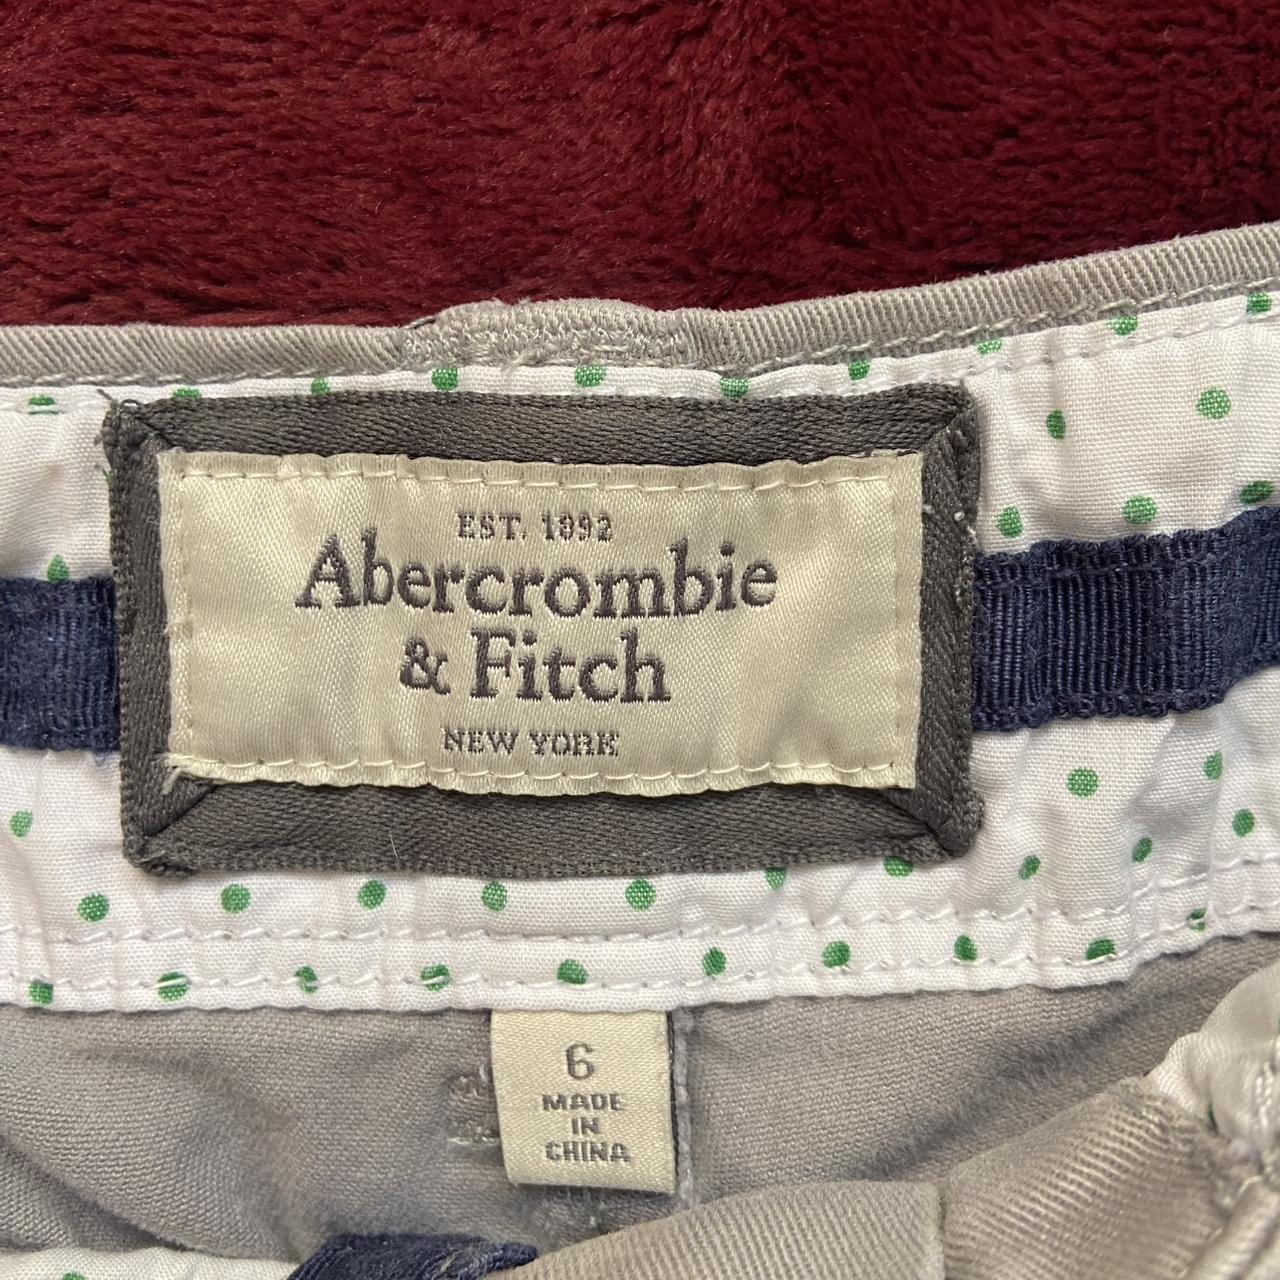 EST. 1892
Abercrombie
& Fitch
NEW YORK
6
MADE
IN
CHINA